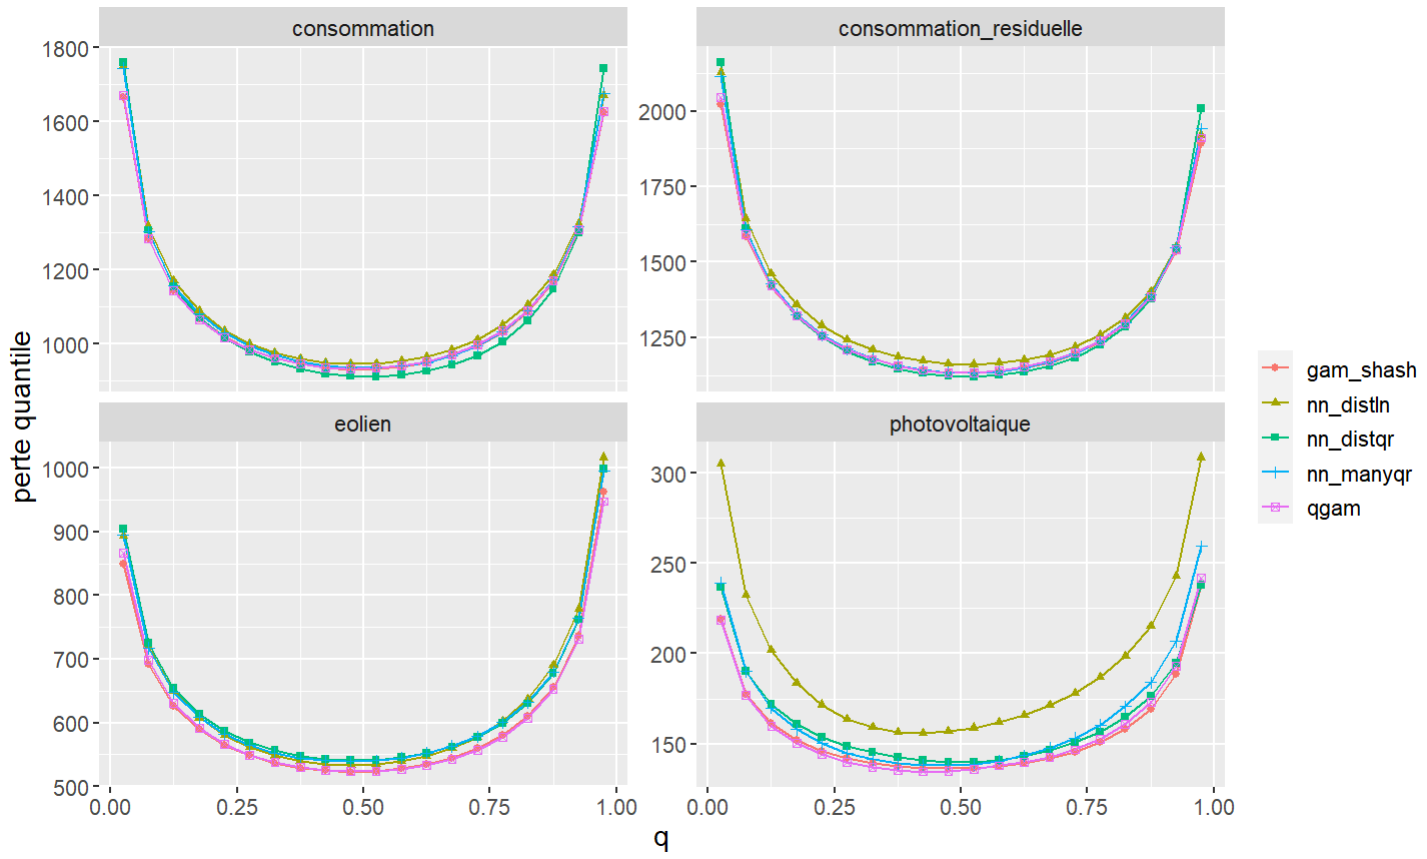 consommation
consommation_residuelle
1800
1600
1400
1200
1000
2000
1750
1500
1250
perte quantile
eolien
photovoltaique
1000
900
800
700
600
500
300
250
200
150
0.00 0.25 0.50 0.75 1.00
0.00 0.25 0.50 0.75 1.00
q
gam_shash
nn_distln
nn_distqr
nn_manyqr
qgam